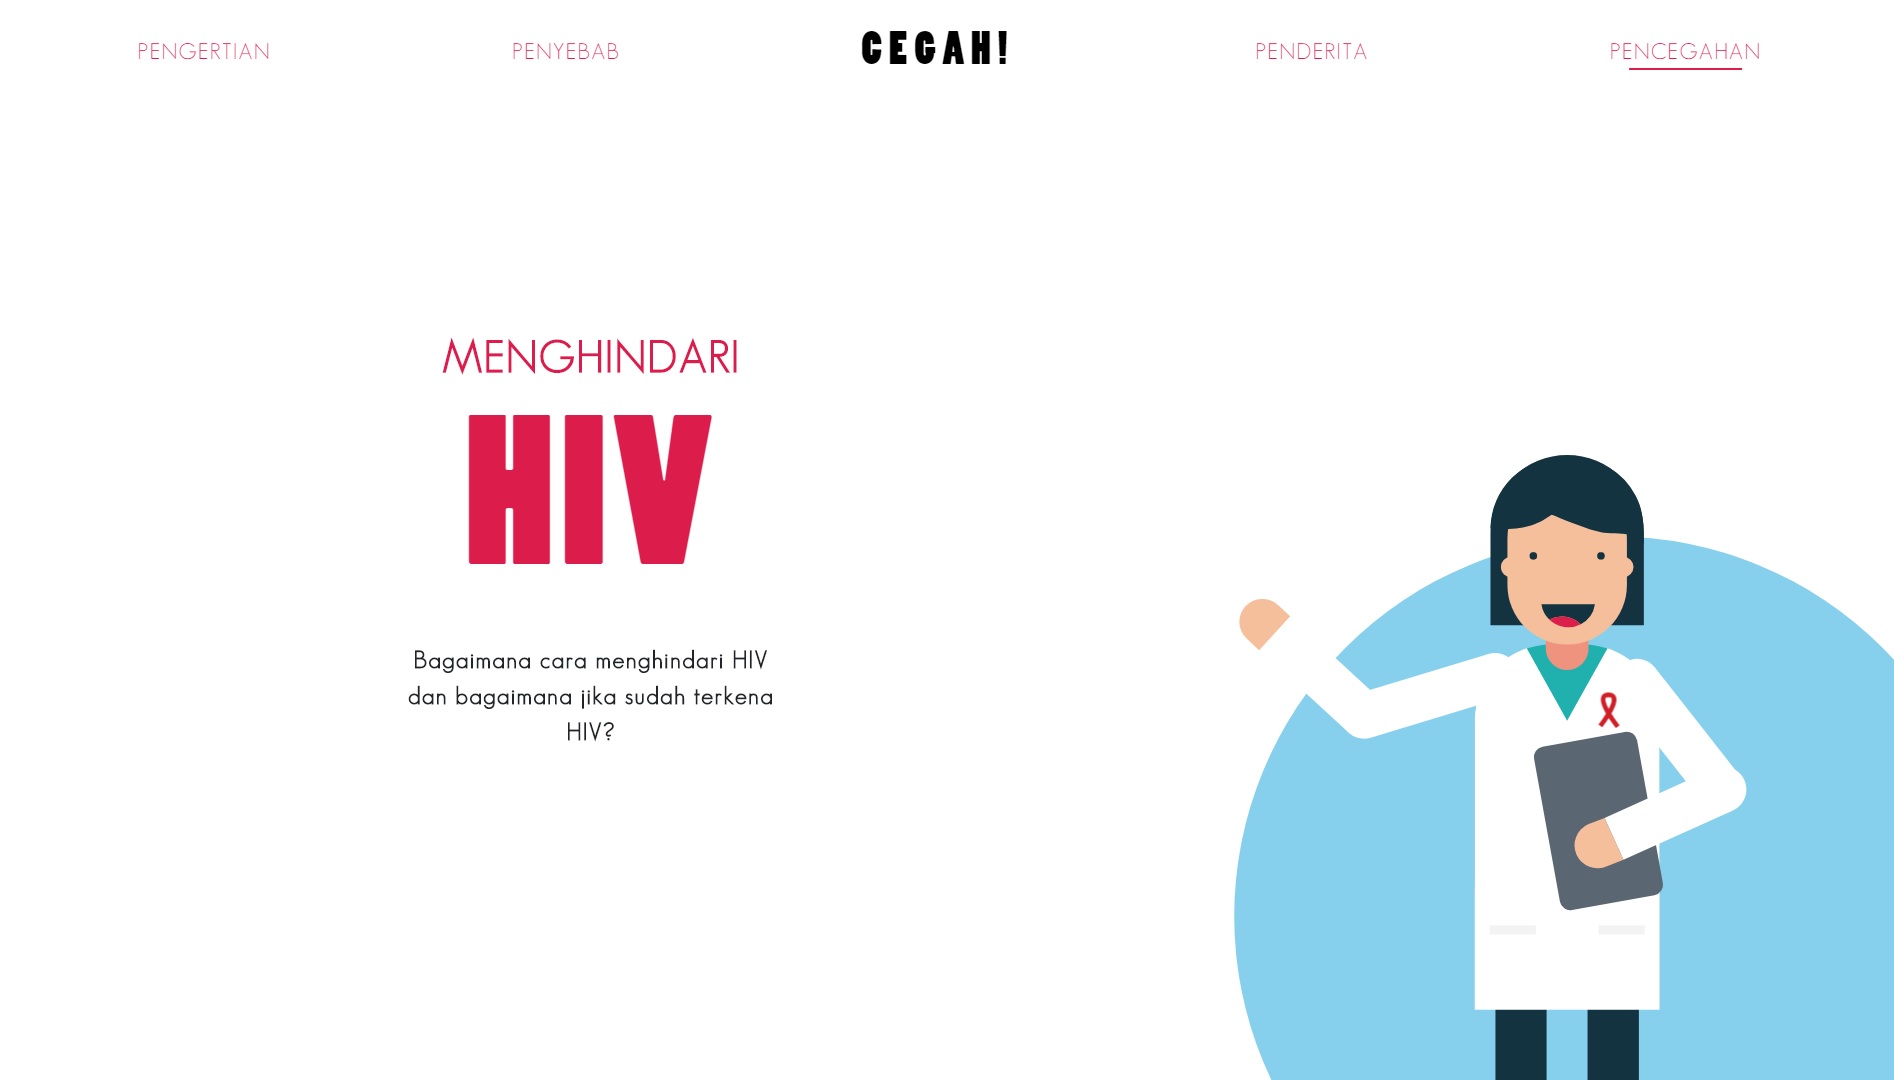 PENGERTIAN
PENYEBAB
CEGAH!
PENDERITA
PENCEGAHAN
MENGHINDARI
HIV
Bagaimana cara menghindari HIV
dan bagaimana jika sudah terkena
HIV?